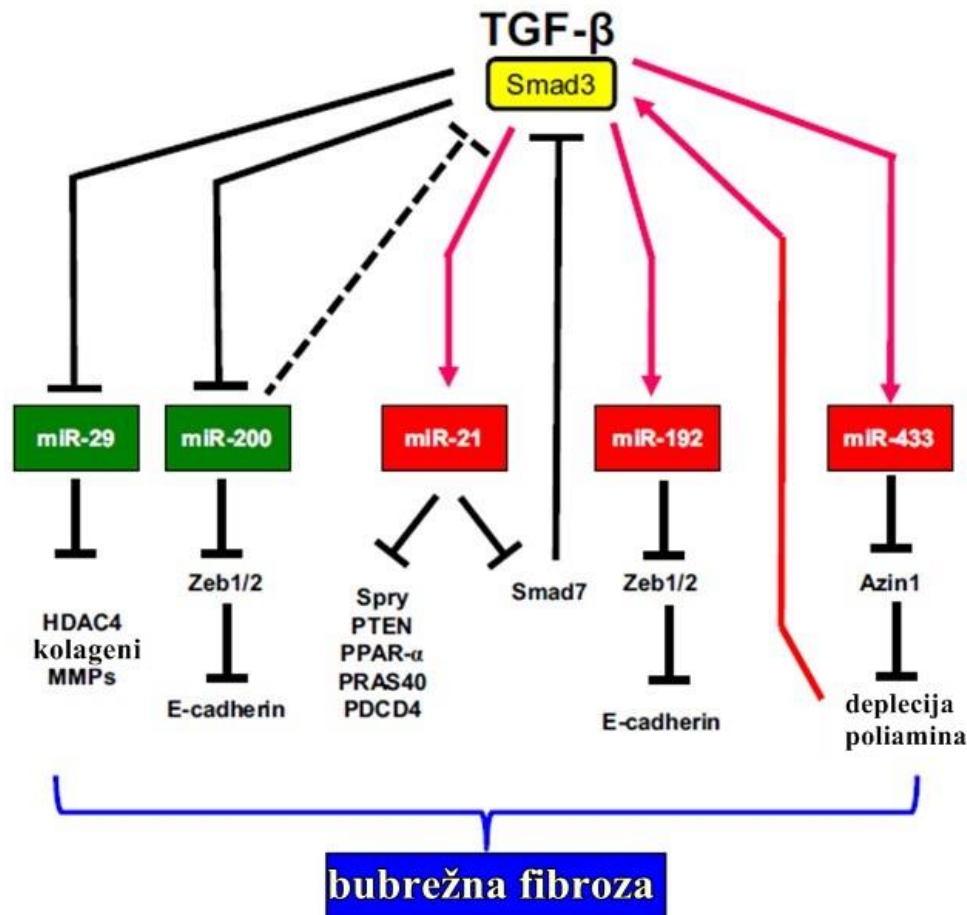 TGF-β
Smad3
miR-29
miR-200
miR-21
miR-192
miR-433
HDAC4
kolageni
MMPs
Zeb1/2
E-cadherin
Spry
PTEN
PPAR-α
PRAS40
PDCD4
Smad7
Zeb1/2
E-cadherin
Azin1
deplecija
poliamina
bubrežna fibroza